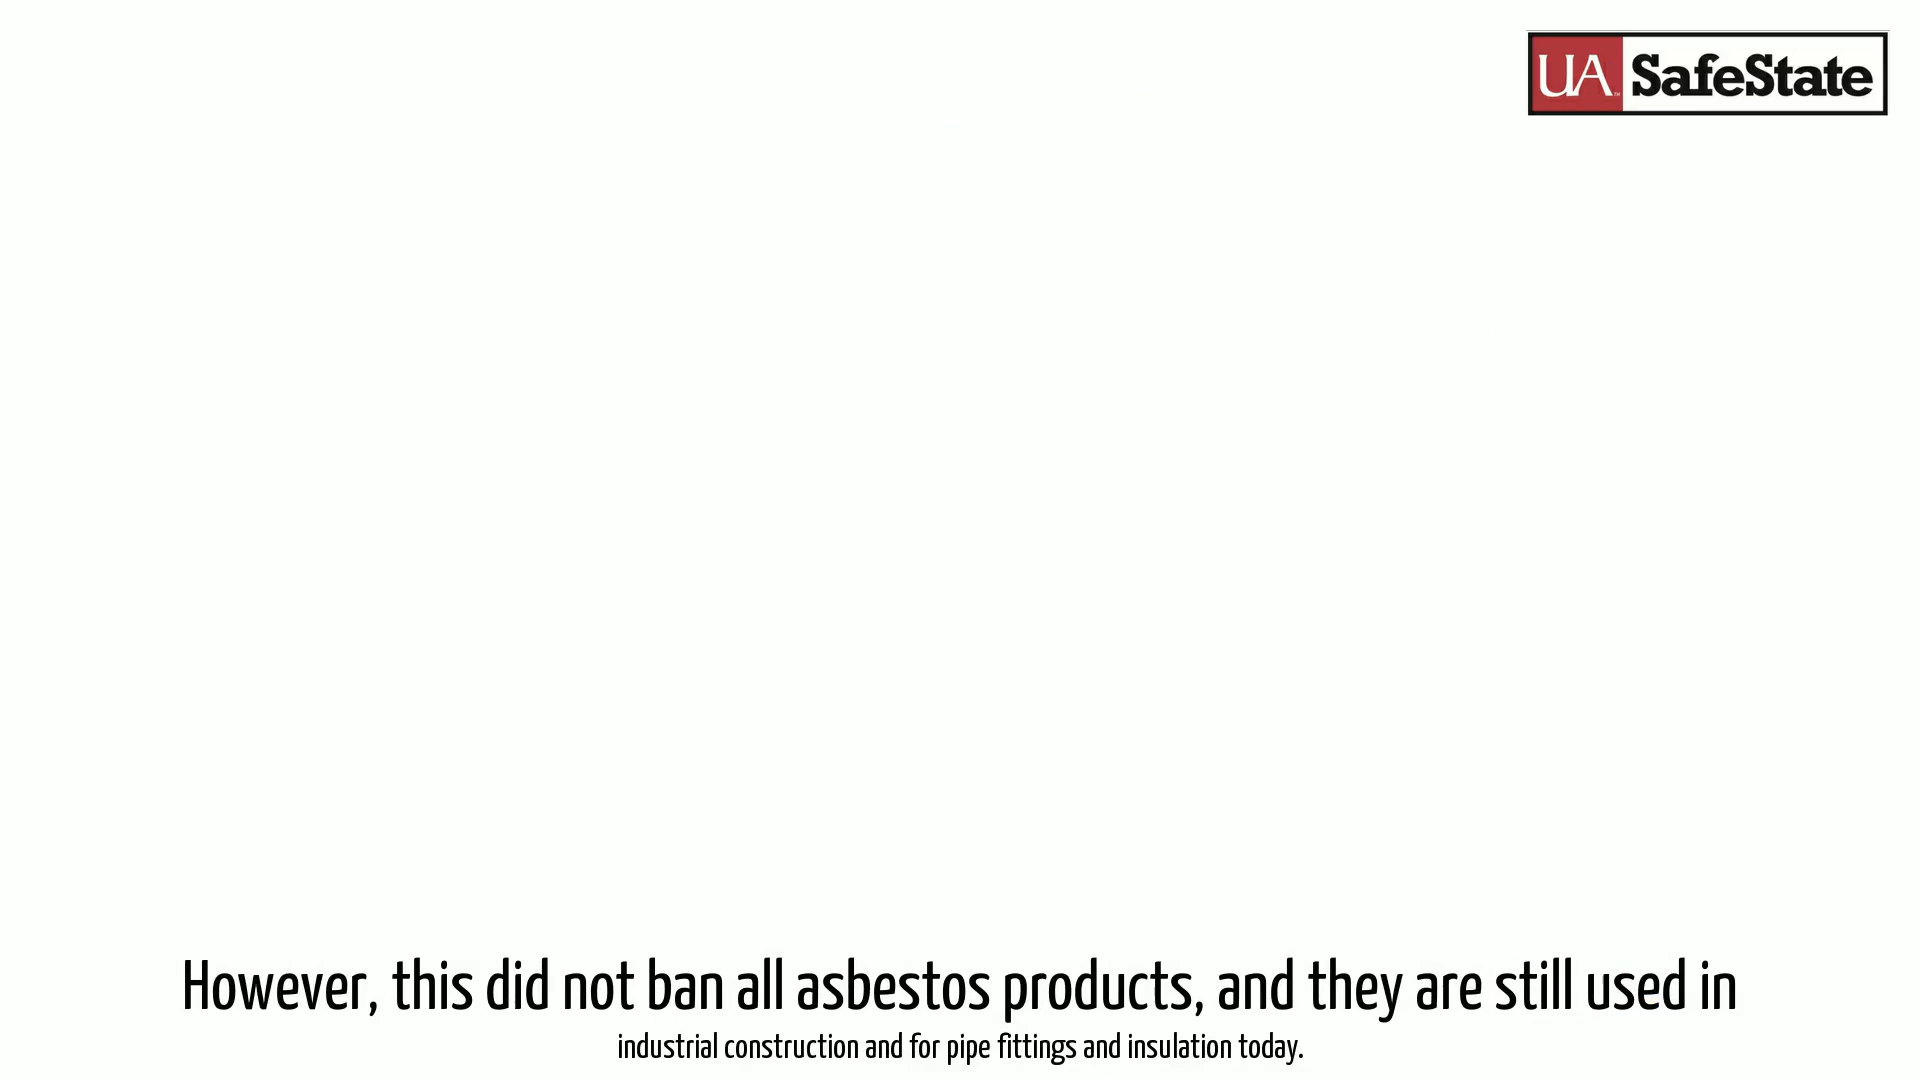 UA SafeState
However, this did not ban all asbestos products, and they are still used in
industrial construction and for pipe fittings and insulation today.